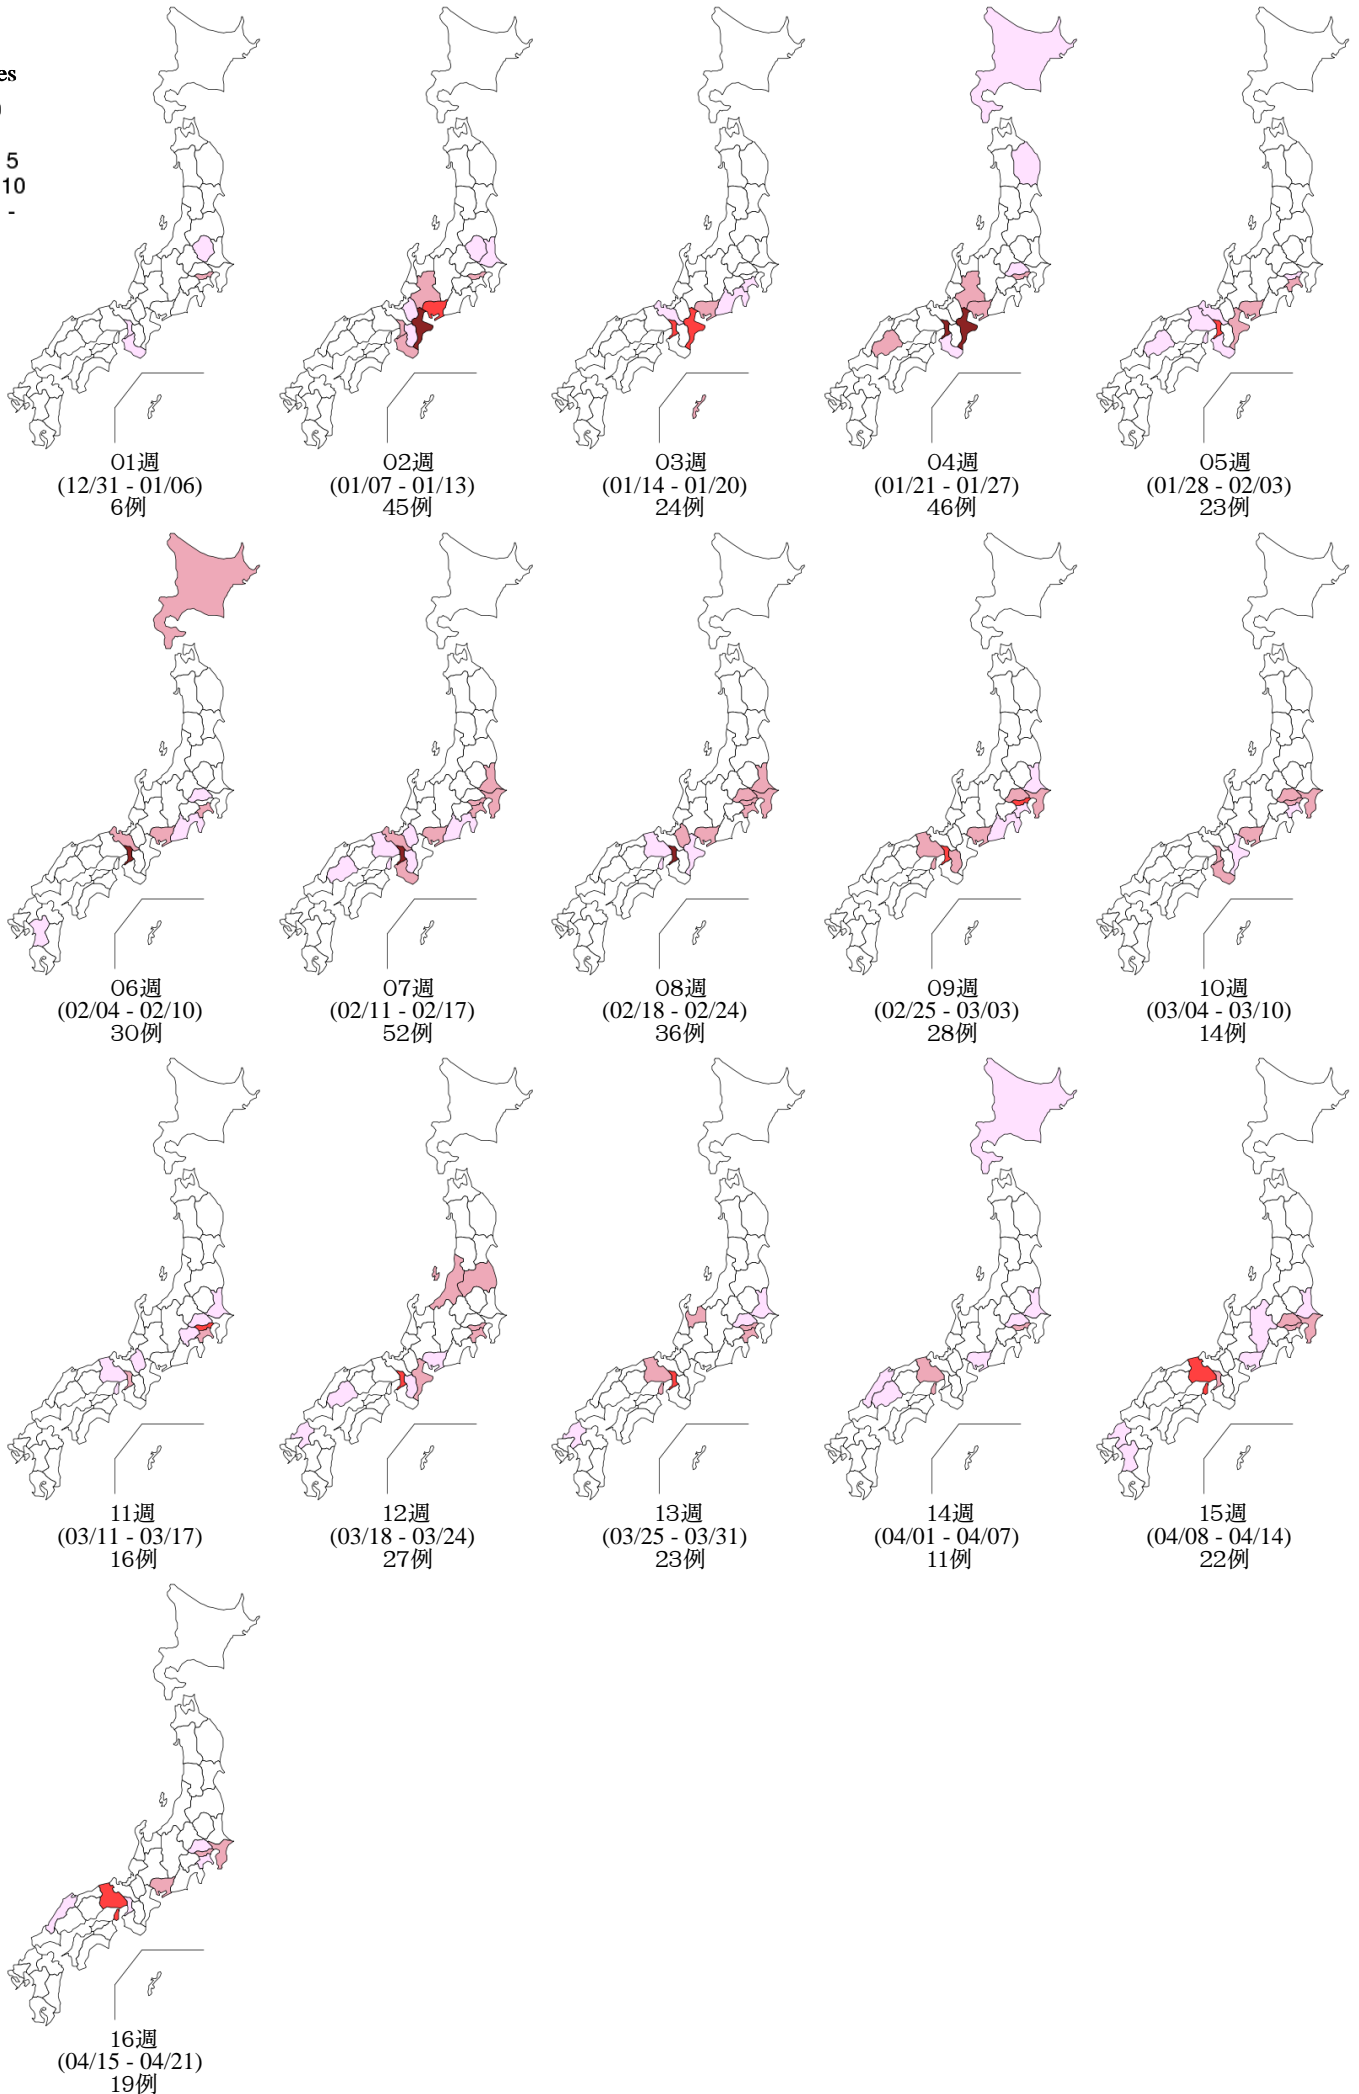 es
5
10
-
01週
(12/31 - 01/06)
6例
02週
(01/07 - 01/13)
45例
03週
(01/14 - 01/20)
24例
04週
(01/21 - 01/27)
46例
05週
(01/28 - 02/03)
23例
06週
(02/04 - 02/10)
30例
07週
(02/11 - 02/17)
52例
08週
(02/18 - 02/24)
36例
09週
(02/25 - 03/03)
28例
10週
(03/04 - 03/10)
14例
11週
(03/11 - 03/17)
16例
12週
(03/18 - 03/24)
27例
13週
(03/25 - 03/31)
23例
14週
(04/01 - 04/07)
11例
15週
(04/08 - 04/14)
22例
16週
(04/15 - 04/21)
19例